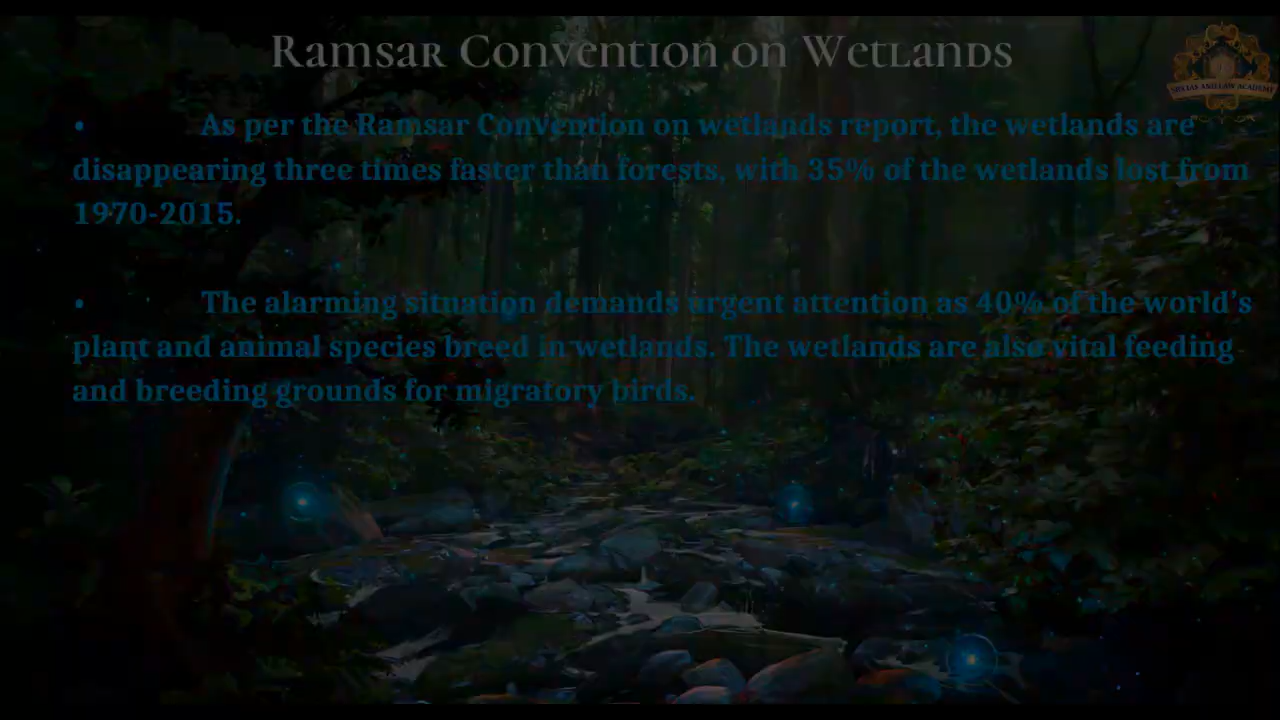 Ramsar Convention on Wetlands
• As per the Ramsar Convention on wetlands report, the wetlands are
disappearing three times faster than forests, with 35% of the wetlands lost from
1970-2015.
• The alarming situation demands urgent attention as 40% of the world's
plant and animal species breed in wetlands. The wetlands are also vital feeding
and breeding grounds for migratory birds.